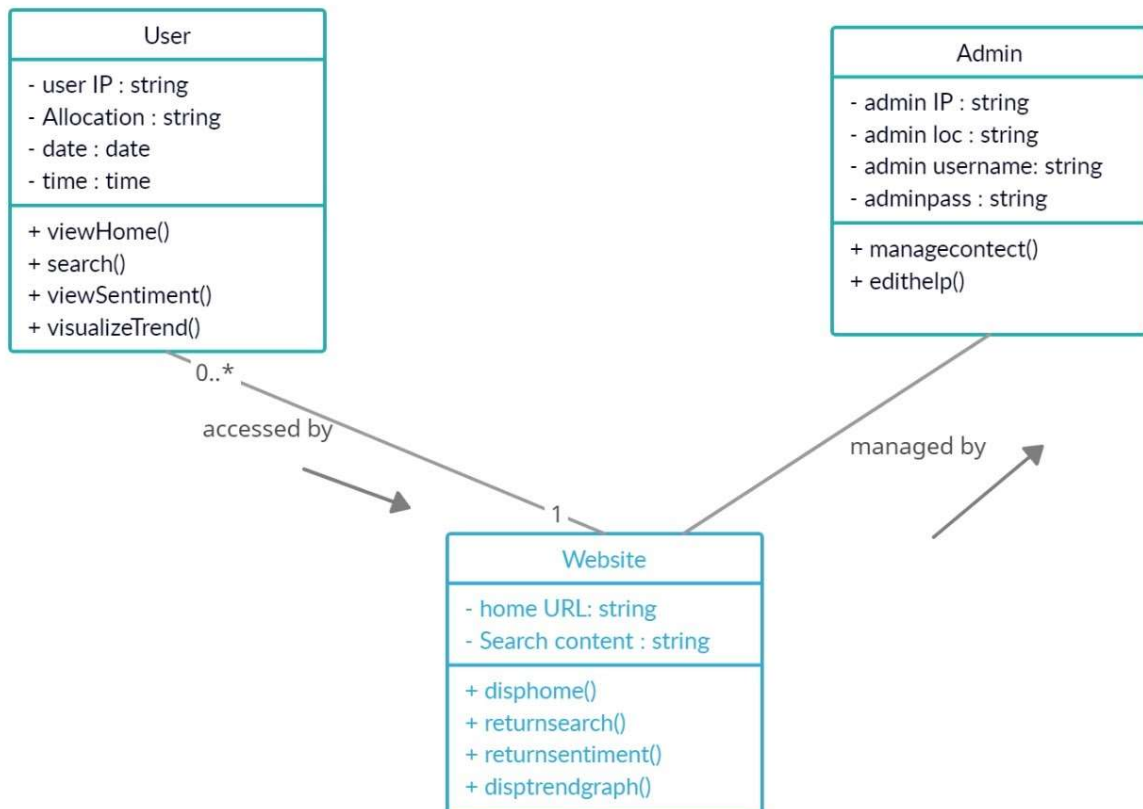 User
- user IP : string
- Allocation : string
- date : date
- time : time
+ viewHome()
+ search()
+ viewSentiment()
+ visualizeTrend()
Admin
- admin IP : string
- admin loc : string
- admin username: string
- adminpass : string
+ managecontect()
+ edithelp()
0..*
accessed by
1
managed by
Website
- home URL: string
- Search content : string
+ disphome()
+ returnsearch()
+ returnsentiment()
+ disptrendgraph()